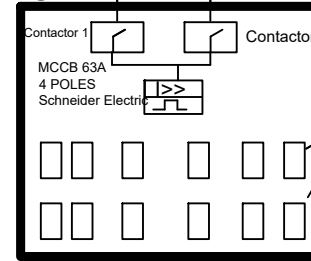 Contactor 1
Contactor
MCCB 63A
4 POLES
Schneider Electric
|>>